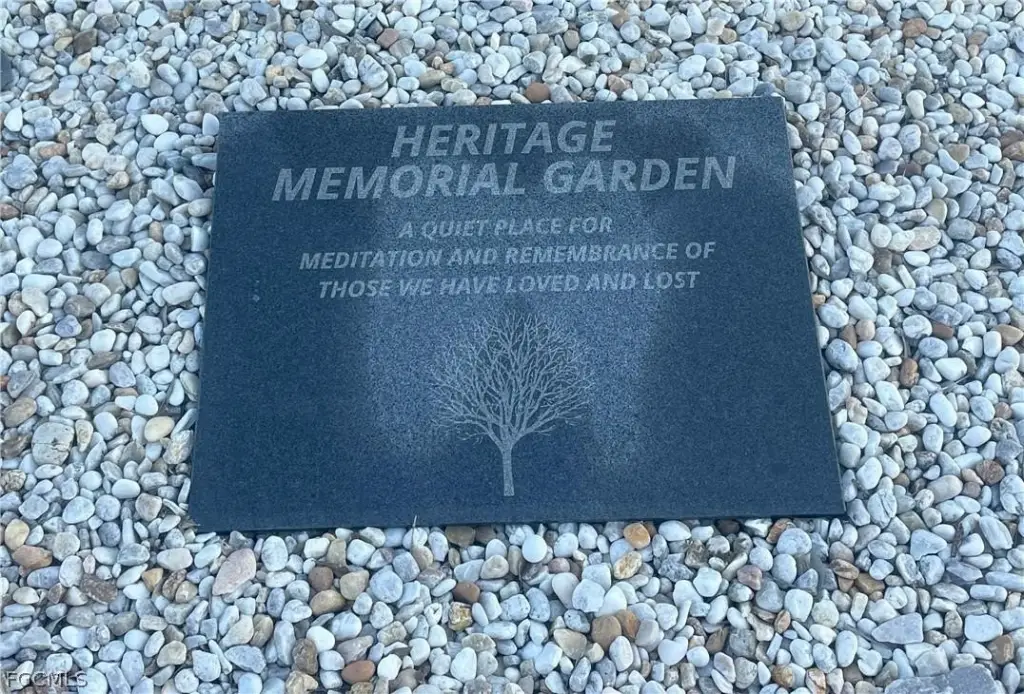 HERITAGE
MEMORIAL GARDEN
A QUIET PLACE FOR
MEDITATION AND REMEMBRANCE OF
THOSE WE HAVE LOVED AND LOST
FGCMLS